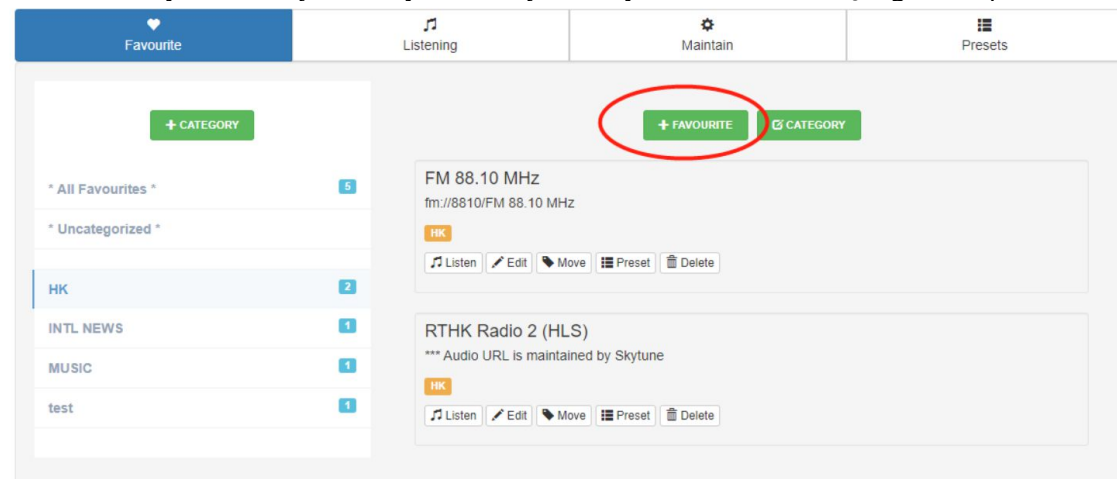 Favourite
Listening
Maintain
Presets
+ CATEGORY
* All Favourites * 5
* Uncategorized *
HK 2
INTL NEWS 1
MUSIC 1
test 1
+ FAVOURITE CATEGORY
FM 88.10 MHz
fm://8810/FM 88.10 MHz
HK
Listen Edit Move Preset Delete
RTHK Radio 2 (HLS)
*** Audio URL is maintained by Skytune
HK
Listen Edit Move Preset Delete